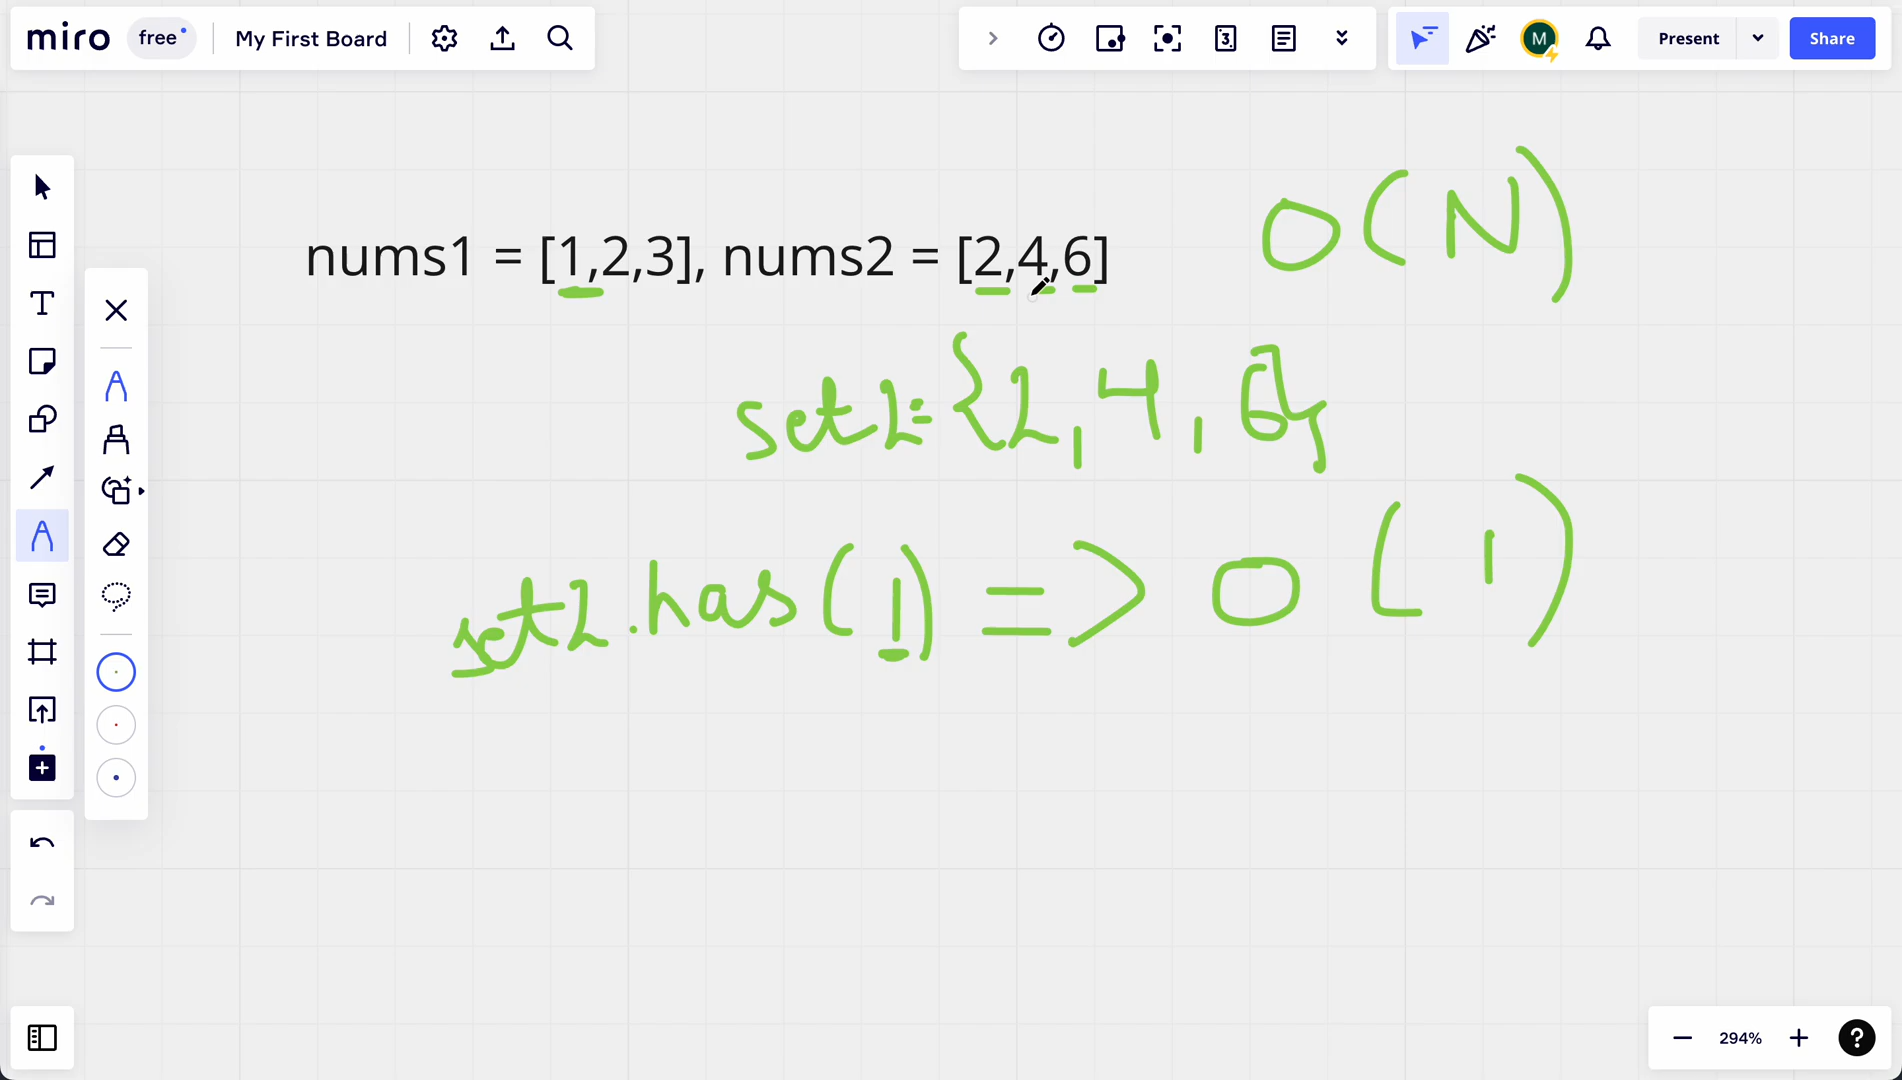 miro free My First Board
3 M Present Share
nums1 = [1,2,3], nums2 = [2,4,6] O(N)
set2={2,4,6}
set2.has(1) => O(1)
294%